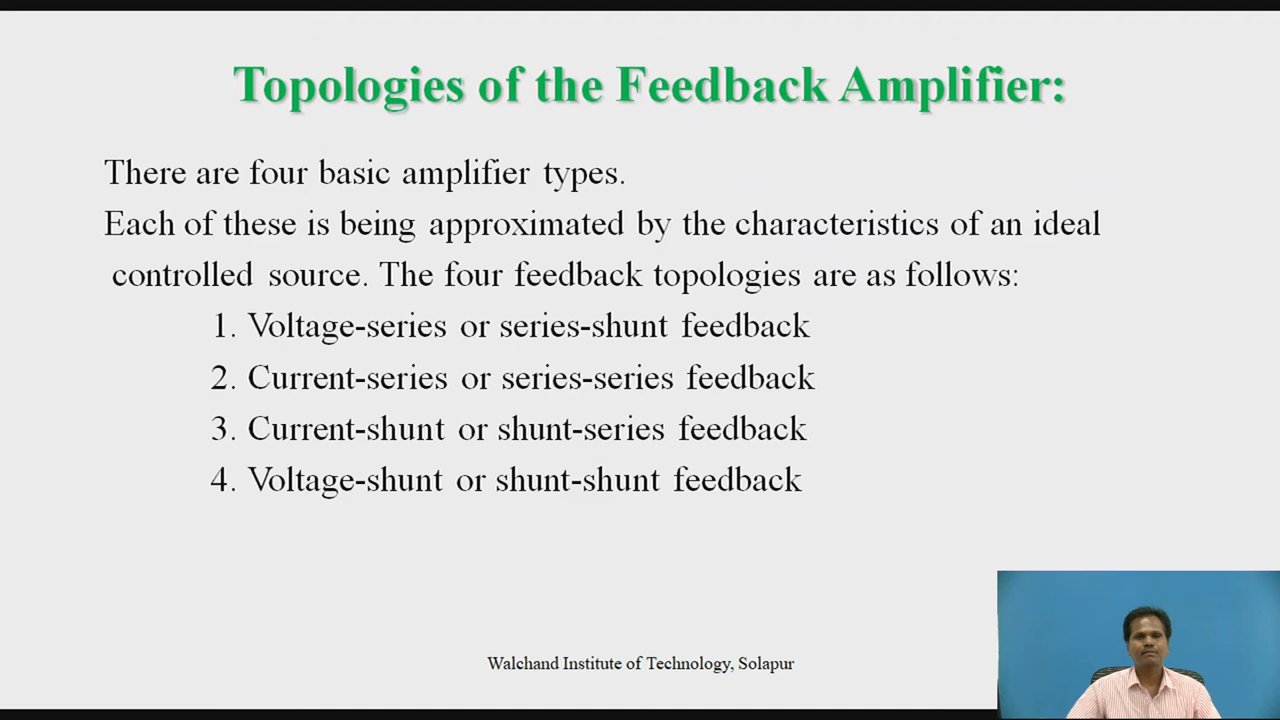 Topologies of the Feedback Amplifier:
There are four basic amplifier types.
Each of these is being approximated by the characteristics of an ideal
controlled source. The four feedback topologies are as follows:
1. Voltage-series or series-shunt feedback
2. Current-series or series-series feedback
3. Current-shunt or shunt-series feedback
4. Voltage-shunt or shunt-shunt feedback
Walchand Institute of Technology, Solapur